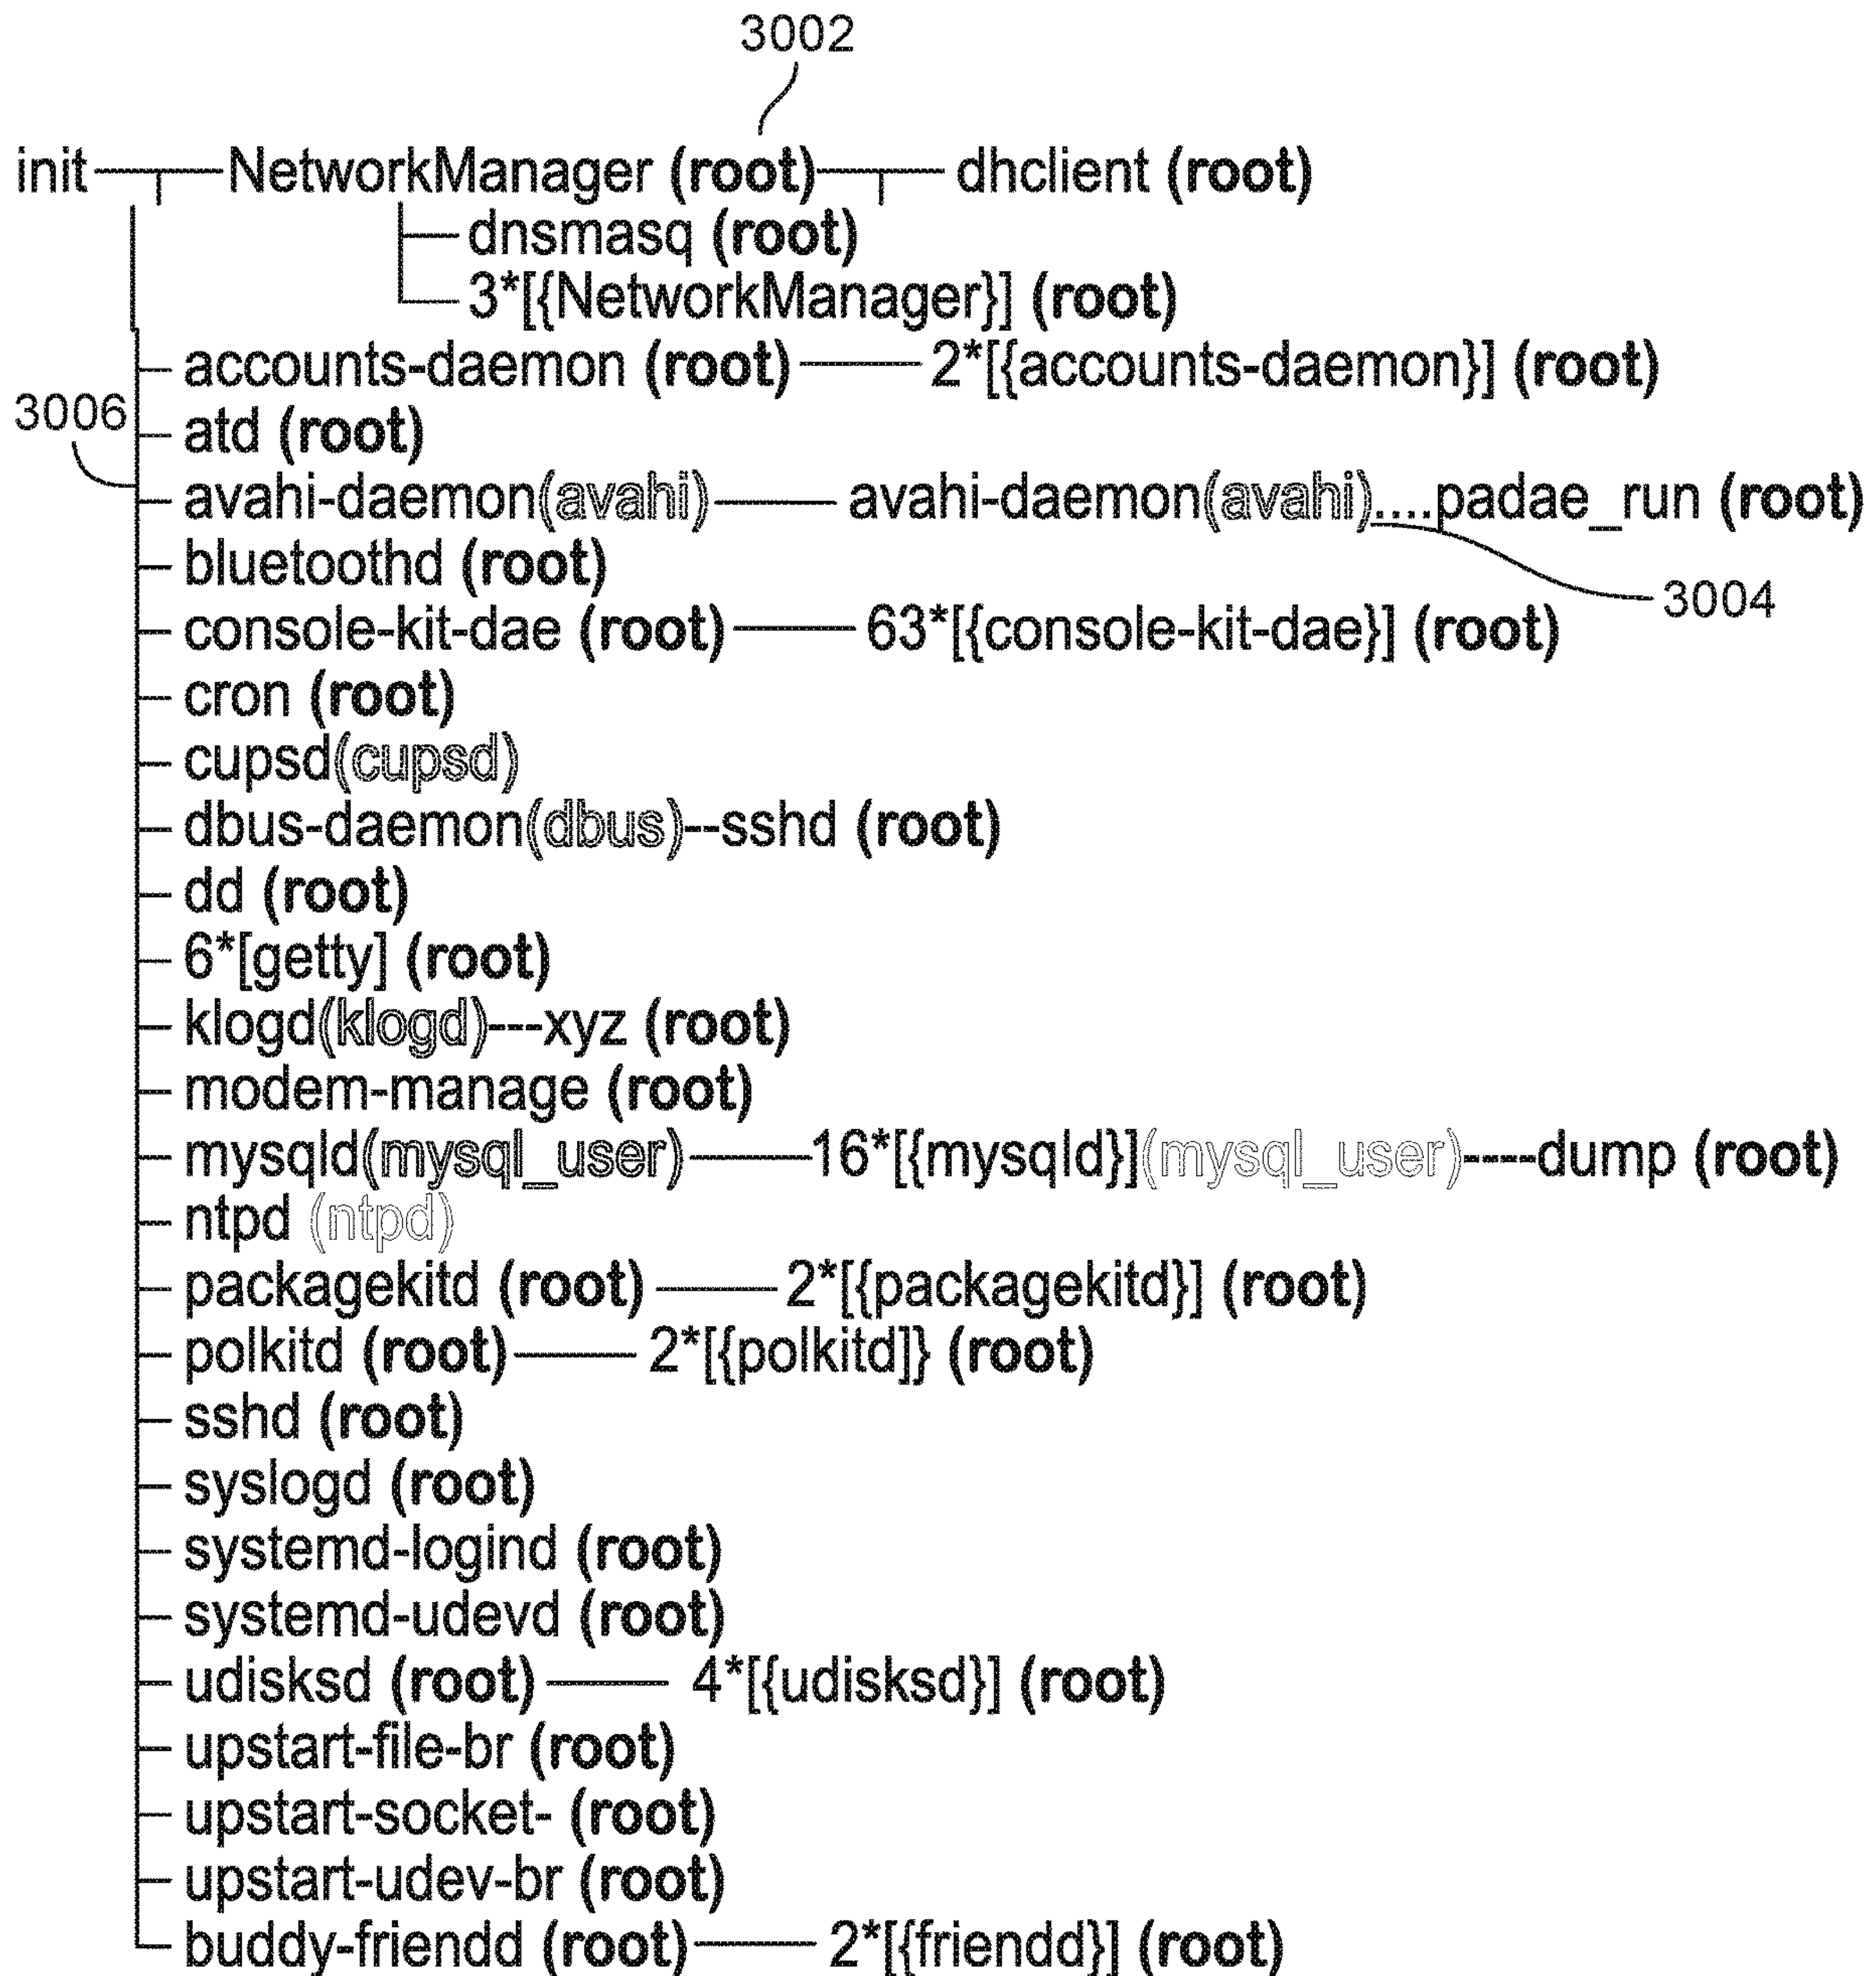 3002
init NetworkManager (root) dhclient (root)
dnsmasq (root)
3*[{NetworkManager}] (root)
accounts-daemon (root) 2*[{accounts-daemon}] (root)
3006
atd (root)
avahi-daemon(avahi) avahi-daemon(avahi)....padae_run (root)
bluetoothd (root)
3004
console-kit-dae (root) 63*[{console-kit-dae}] (root)
cron (root)
cupsd(cupsd)
dbus-daemon(dbus)--sshd (root)
dd (root)
6*[getty] (root)
klogd(klogd)---xyz (root)
modem-manage (root)
mysqld(mysql_user) 16*[{mysqld}](mysql_user)----dump (root)
ntpd (ntpd)
packagekitd (root) 2*[{packagekitd}] (root)
polkitd (root) 2*[{polkitd]} (root)
sshd (root)
syslogd (root)
systemd-logind (root)
systemd-udevd (root)
udisksd (root) 4*[{udisksd}] (root)
upstart-file-br (root)
upstart-socket- (root)
upstart-udev-br (root)
buddy-friendd (root) 2*[{friendd}] (root)